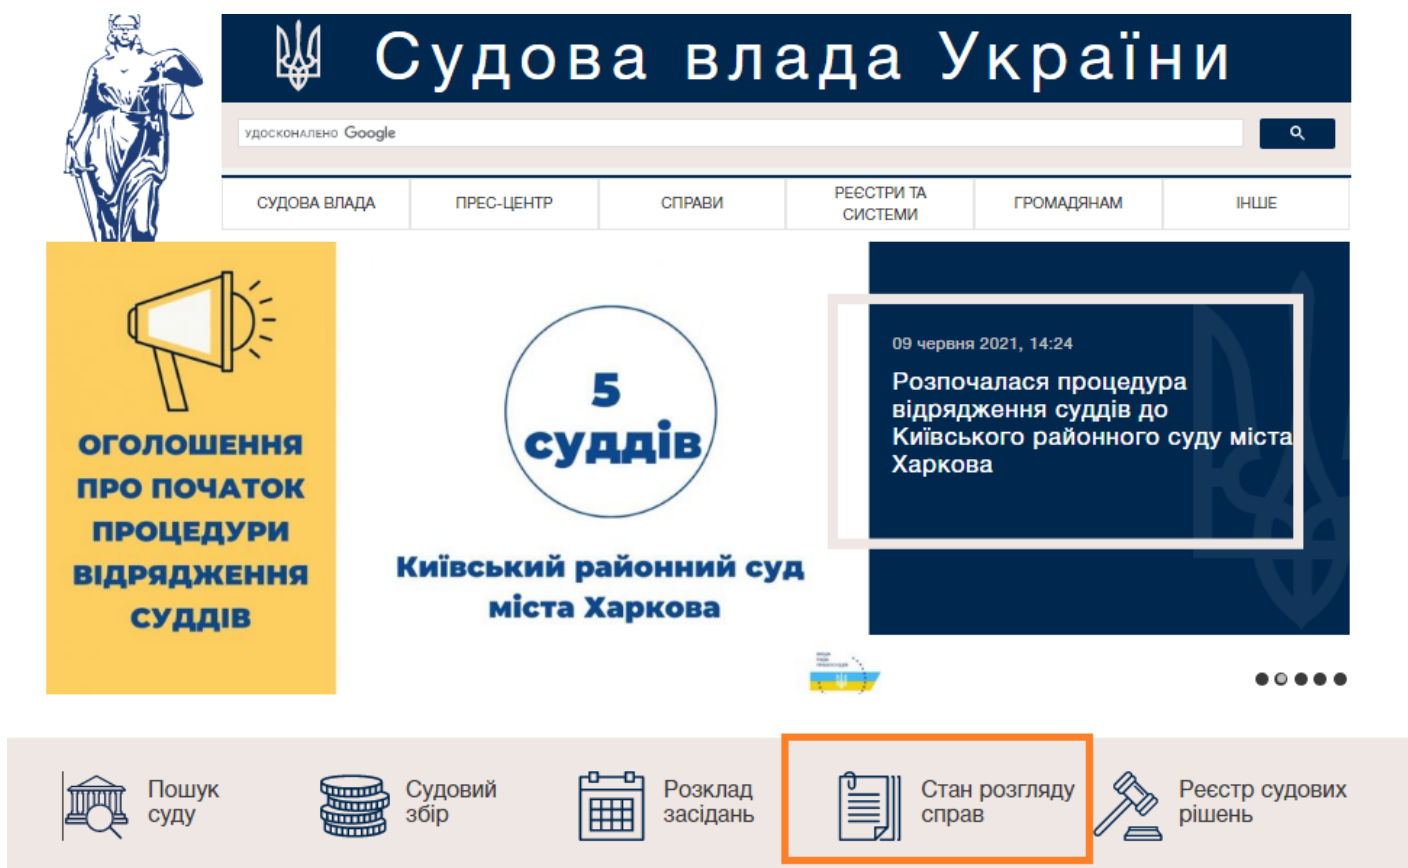 Судова влада України
УДОСКОНАЛЕНО Google
СУДОВА ВЛАДА
ПРЕС-ЦЕНТР
СПРАВИ
РЕЄСТРИ ТА
СИСТЕМИ
ГРОМАДЯНАМ
ІНШЕ
ОГОЛОШЕННЯ
ПРО ПОЧАТОК
ПРОЦЕДУРИ
ВІДРЯДЖЕННЯ
СУДДІВ
5
суддів
Київський районний суд
міста Харкова
09 червня 2021, 14:24
Розпочалася процедура
відрядження суддів до
Київського районного суду міста
Харкова
Пошук
суду
Судовий
збір
Розклад
засідань
Стан розгляду
справ
Реєстр судових
рішень